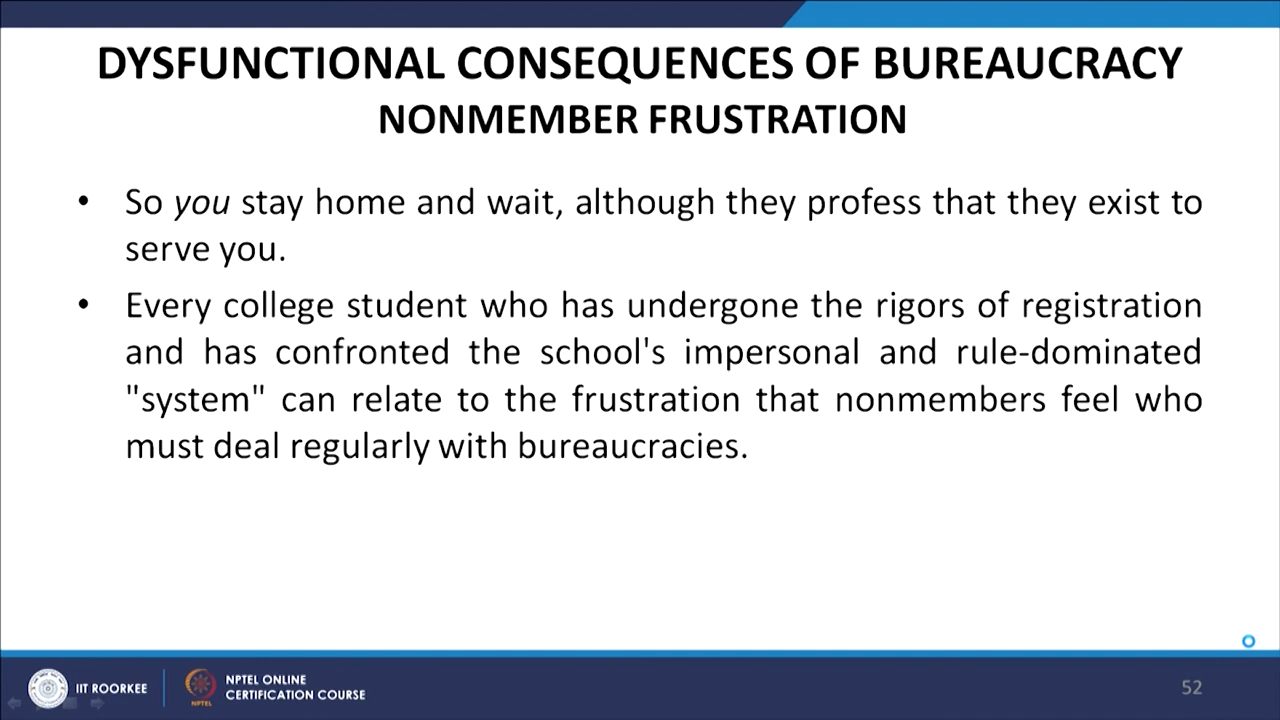 DYSFUNCTIONAL CONSEQUENCES OF BUREAUCRACY
NONMEMBER FRUSTRATION
• So you stay home and wait, although they profess that they exist to
serve you.
• Every college student who has undergone the rigors of registration
and has confronted the school's impersonal and rule-dominated
"system" can relate to the frustration that nonmembers feel who
must deal regularly with bureaucracies.
IIT ROORKEE
NPTEL
NPTEL ONLINE
CERTIFICATION COURSE
52